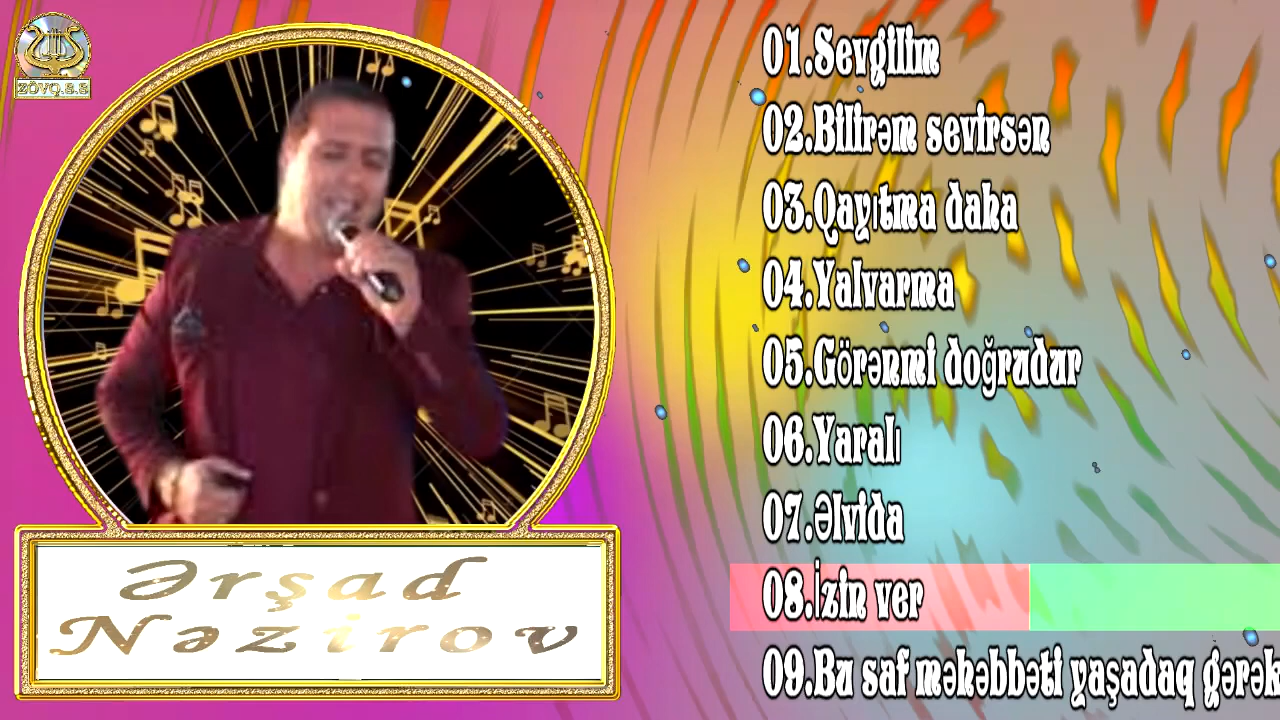 ZÖVQ.S.S
Ərşad
Nəzirov
01.Sevgilim
02.Bilirəm sevirsən
03.Qayıtma daha
04.Yalvarma
05.Görənmi doğrudur
06.Yaralı
07.Əlvida
08.İzin ver
09.Bu saf məhəbbəti yaşadaq gərək